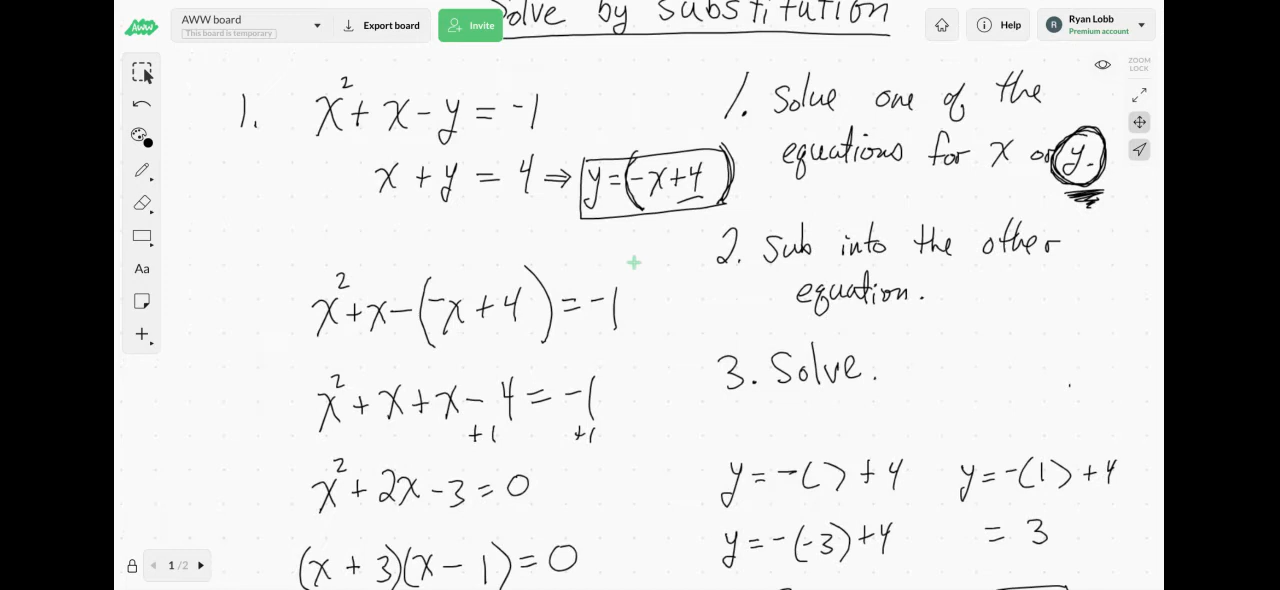 AWW board
This board is temporary
Export board
Invite
Solve by substitution
Help
R
Ryan Lobb
Premium account
AWW
ZOOM LOCK
1. x² + x - y = -1
x + y = 4 ⇒ y = (-x+4)
x² + x - (-x + 4) = -1
x² + x + x - 4 = -1
+1 +1
x² + 2x - 3 = 0
(x + 3)(x - 1) = 0
1. Solve one of the
equations for x or y.
2. Sub into the other
equation.
3. Solve.
y = -( ) + 4
y = -(-3) + 4
y = -(1) + 4
= 3
Aa
1 / 2